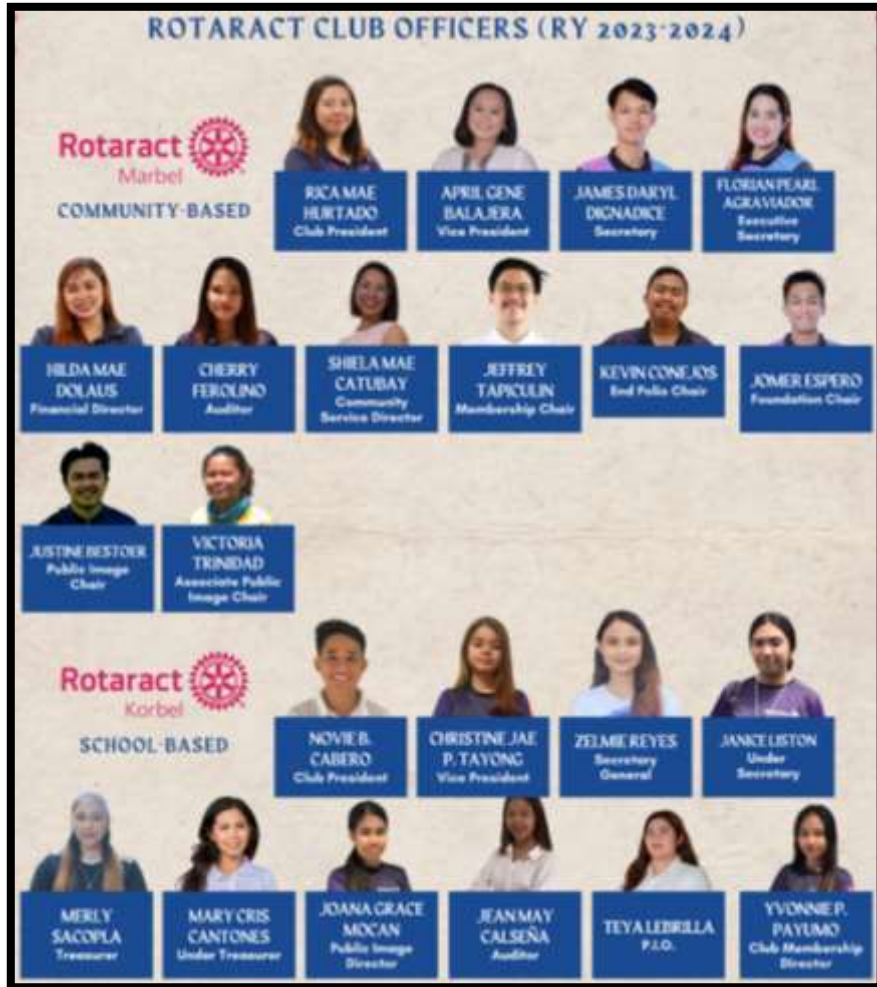 ROTARACT CLUB OFFICERS (RY 2023-2024)
Rotaract
Marbel
COMMUNITY-BASED
RICA MAE
HURTADO
Club President
APRIL GENE
BALAJERA
Vice President
JAMES DARYL
DIGNADICE
Secretary
FLORIAN PEARL
AGRAVIADOR
Executive
Secretary
HILDA MAE
DOLAUS
Financial Director
CHERRY
FEROLINO
Auditor
SHIELA MAE
CATUBAY
Community
Service Director
JEFFREY
TAPICULIN
Membership Chair
KEVIN CONEJOS
End Polio Chair
JOMER ESPERO
Foundation Chair
JUSTINE BESTOER
Public Image
Chair
VICTORIA
TRINIDAD
Associate Public
Image Chair
Rotaract
Korbel
SCHOOL-BASED
NOVIE B.
CABERO
Club President
CHRISTINE JAE
P. TAYONG
Vice President
ZELMIE REYES
Secretary
General
JANICE LISTON
Under
Secretary
MERLY
SACOPLA
Treasurer
MARY CRIS
CANTONES
Under Treasurer
JOANA GRACE
MOCAN
Public Image
Director
JEAN MAY
CALSEÑA
Auditor
TEYA LEBRILLA
P.I.O.
YVONNIE P.
PAYUMO
Club Membership
Director